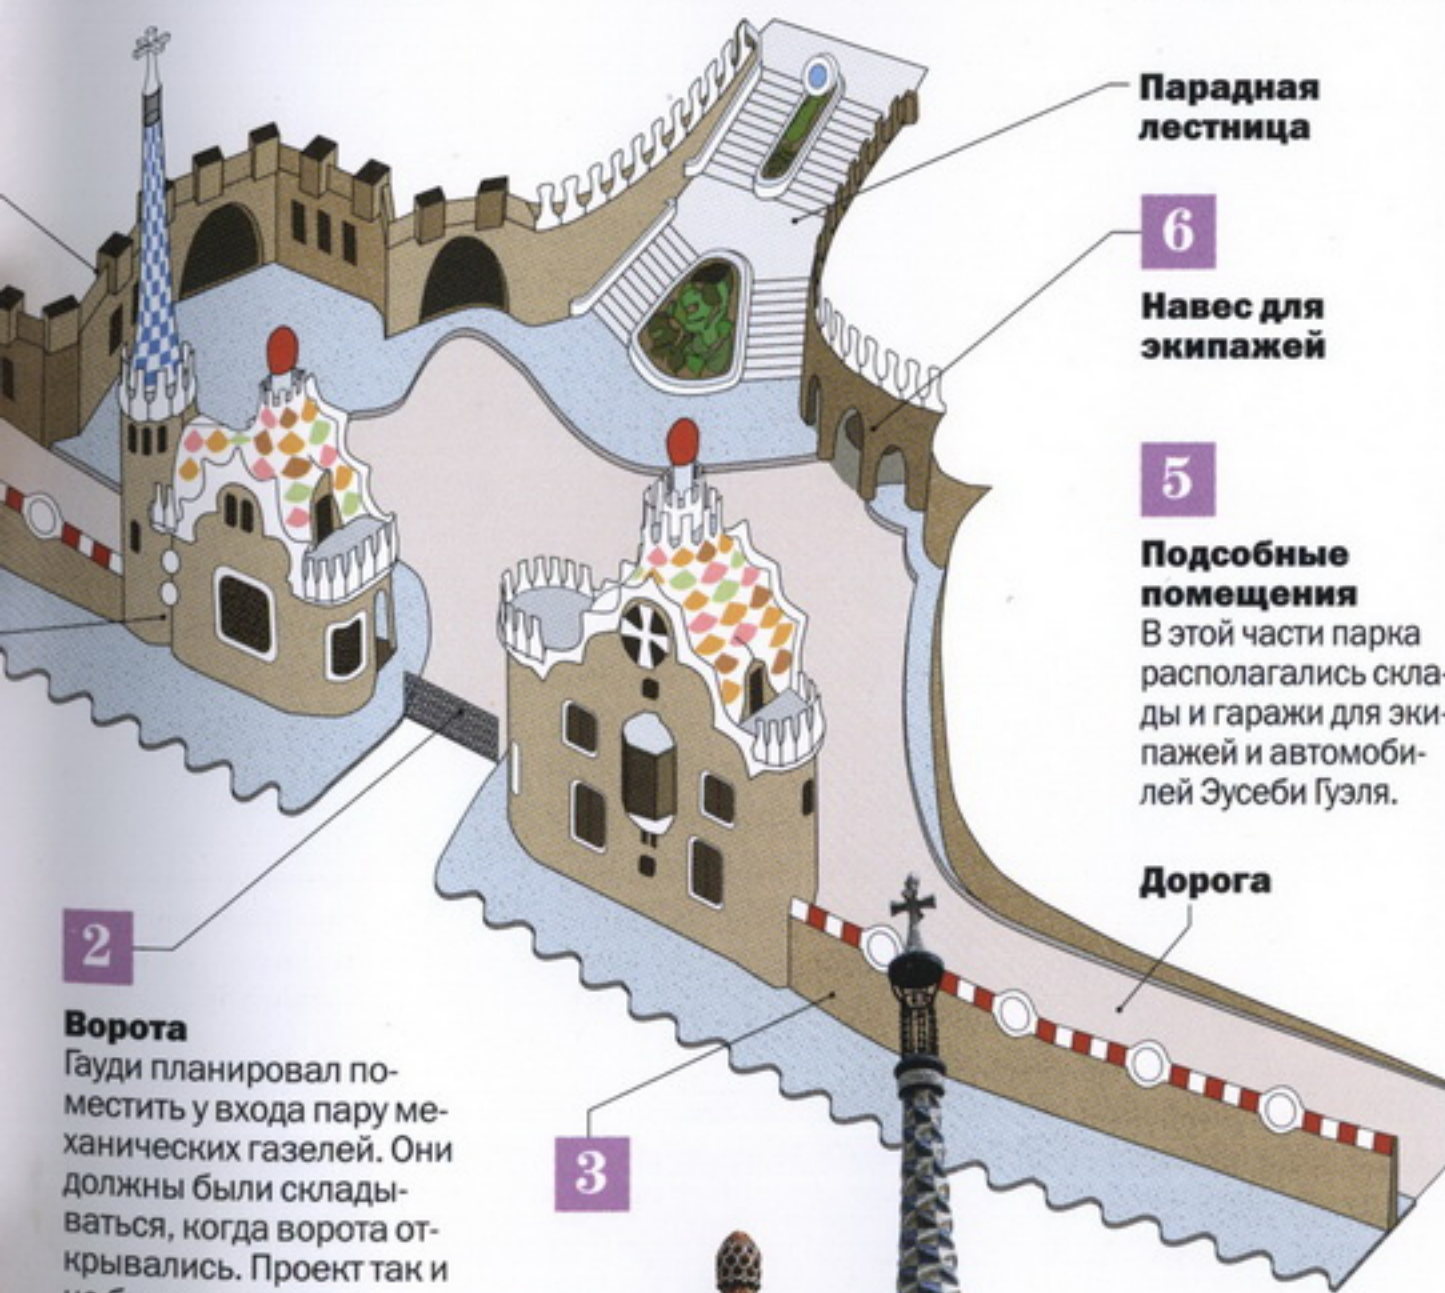 Парадная
лестница
6
Навес для
экипажей
5
Подсобные
помещения
В этой части парка
располагались скла-
ды и гаражи для эки-
пажей и автомоби-
лей Эусеби Гуэля.
Дорога
2
Ворота
Гауди планировал по-
местить у входа пару ме-
ханических газелей. Они
должны были склады-
ваться, когда ворота от-
крывались. Проект так и
3